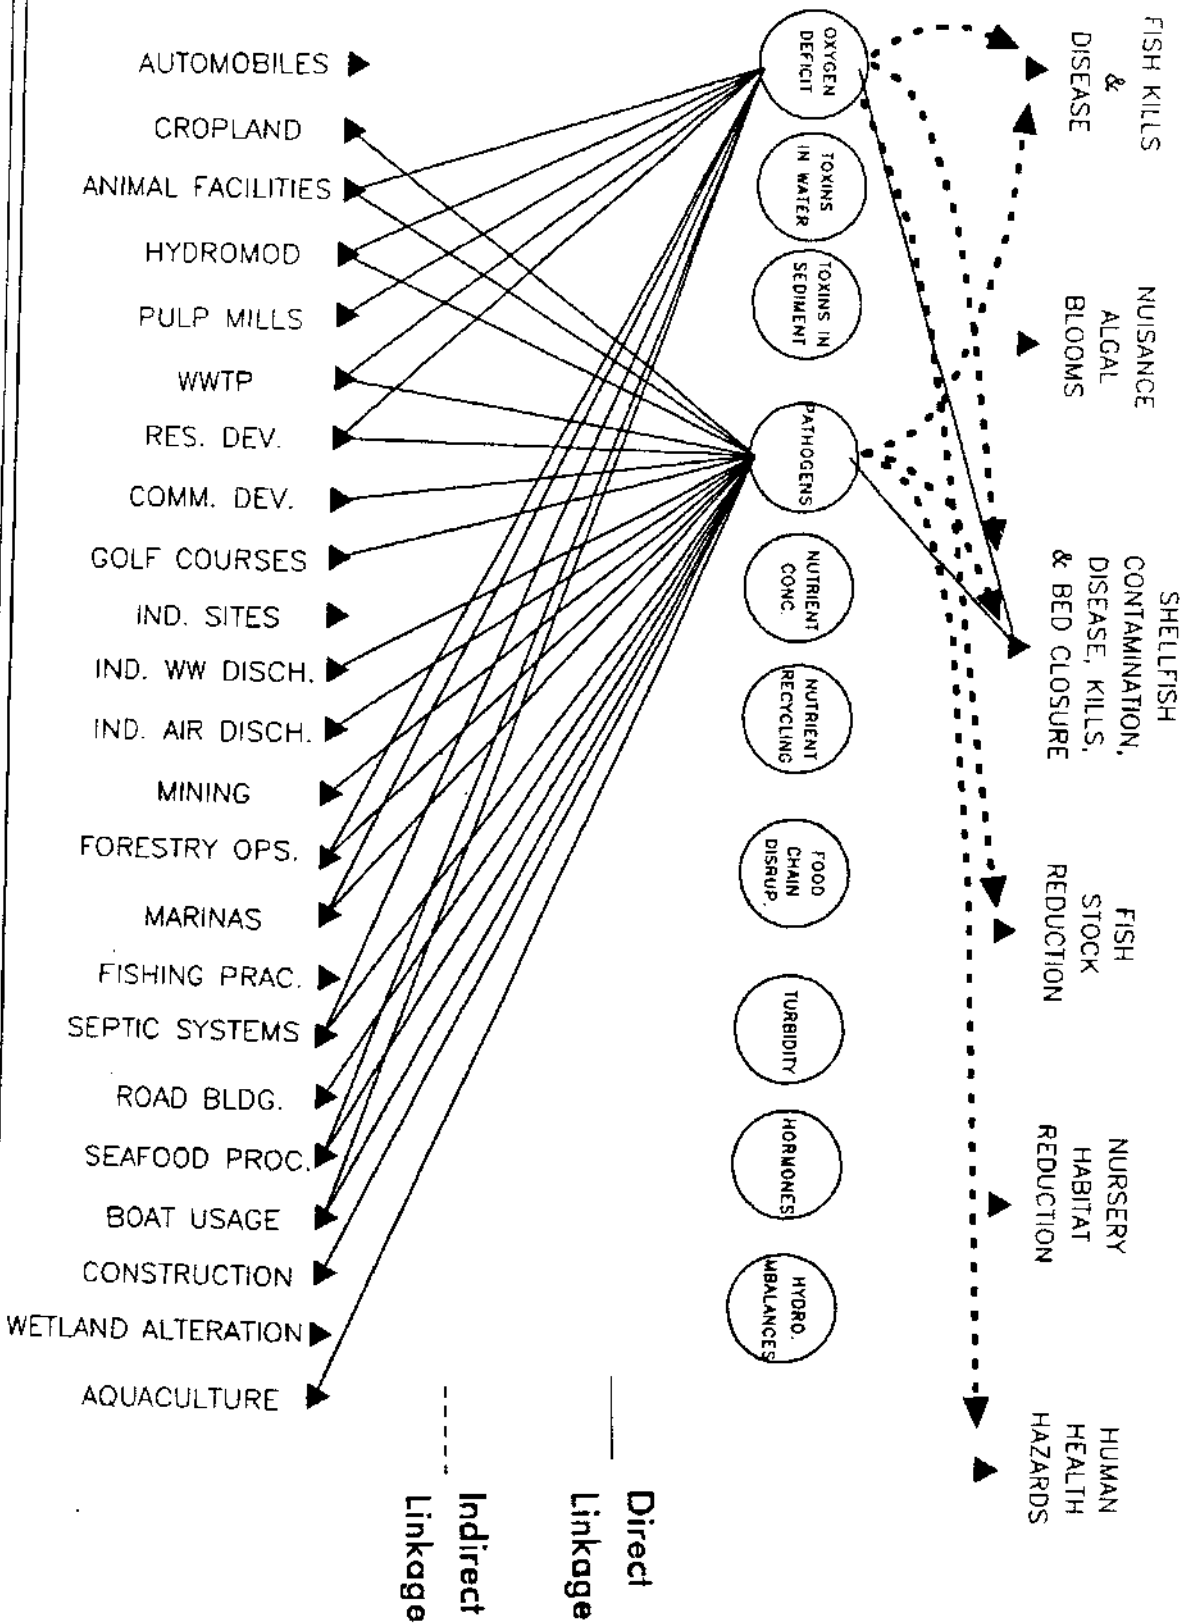 AUTOMOBILES
CROPLAND
ANIMAL FACILITIES
HYDROMOD
PULP MILLS
WWTP
RES. DEV.
COMM. DEV.
GOLF COURSES
IND. SITES
IND. WW DISCH.
IND. AIR DISCH.
MINING
FORESTRY OPS.
MARINAS
FISHING PRAC.
SEPTIC SYSTEMS
ROAD BLDG.
SEAFOOD PROC.
BOAT USAGE
CONSTRUCTION
WETLAND ALTERATION
AQUACULTURE
OXYGEN
DEFICIT
TOXINS
IN WATER
TOXINS IN
SEDIMENT
PATHOGENS
NUTRIENT
CONC.
NUTRIENT
RECYCLING
FOOD
CHAIN
DISRUP.
TURBIDITY
HORMONES
HYDRO.
MBALANCES
FISH KILLS
&
DISEASE
NUISANCE
ALGAL
BLOOMS
SHELLFISH
CONTAMINATION,
DISEASE, KILLS,
& BED CLOSURE
FISH
STOCK
REDUCTION
NURSERY
HABITAT
REDUCTION
HUMAN
HEALTH
HAZARDS
Direct
Linkage
Indirect
Linkage